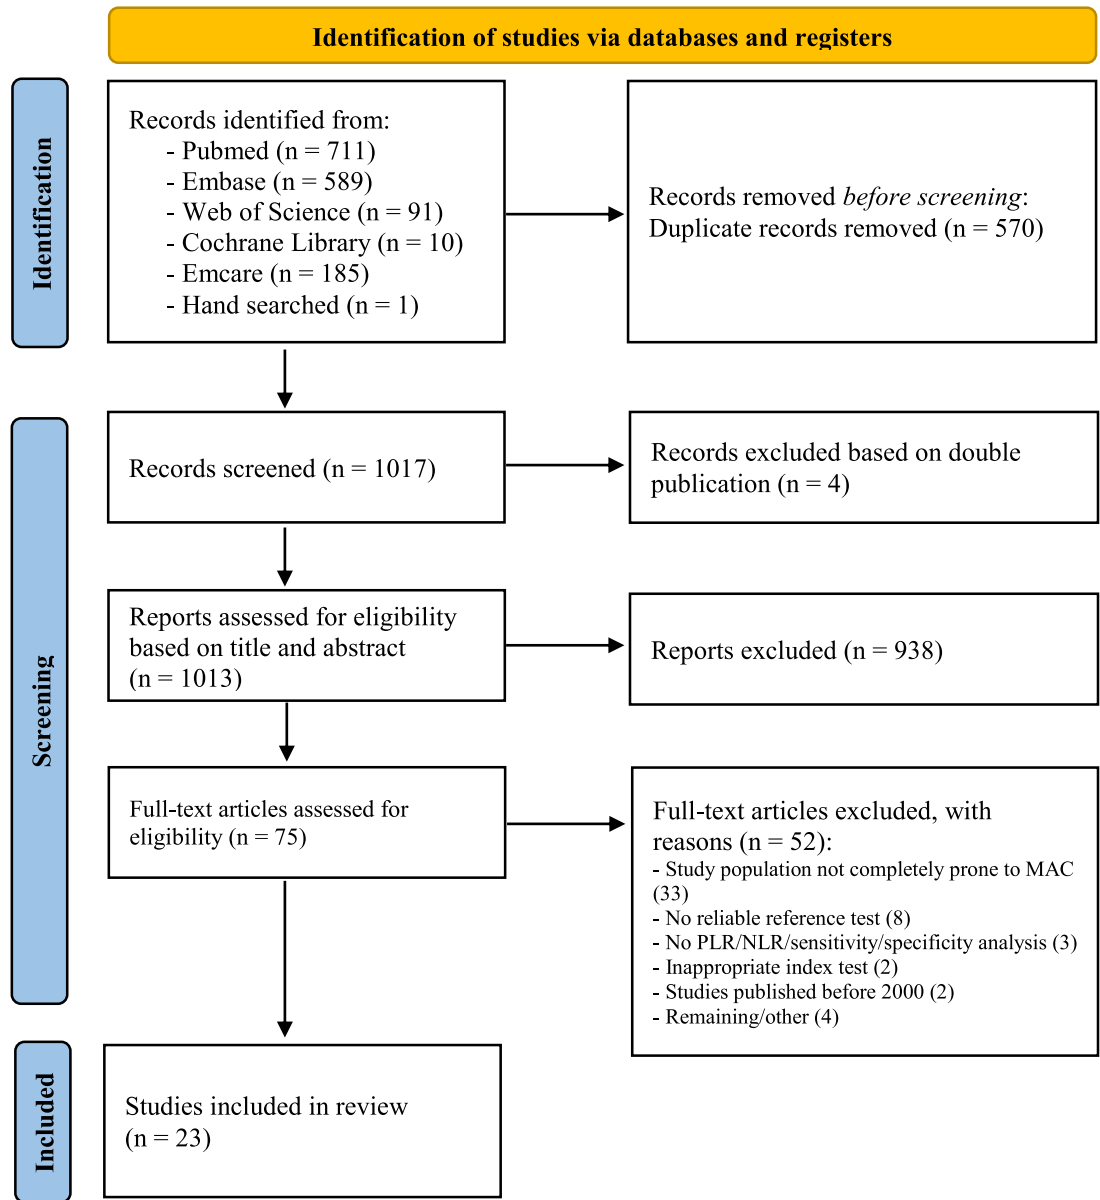 Identification of studies via databases and registers
Identification
Records identified from:
- Pubmed (n = 711)
- Embase (n = 589)
- Web of Science (n = 91)
- Cochrane Library (n = 10)
- Emcare (n = 185)
- Hand searched (n = 1)
Records removed before screening:
Duplicate records removed (n = 570)
Screening
Records screened (n = 1017)
Records excluded based on double
publication (n = 4)
Reports assessed for eligibility
based on title and abstract
(n = 1013)
Reports excluded (n = 938)
Full-text articles assessed for
eligibility (n = 75)
Full-text articles excluded, with
reasons (n = 52):
- Study population not completely prone to MAC
(33)
- No reliable reference test (8)
- No PLR/NLR/sensitivity/specificity analysis (3)
- Inappropriate index test (2)
- Studies published before 2000 (2)
- Remaining/other (4)
Included
Studies included in review
(n = 23)